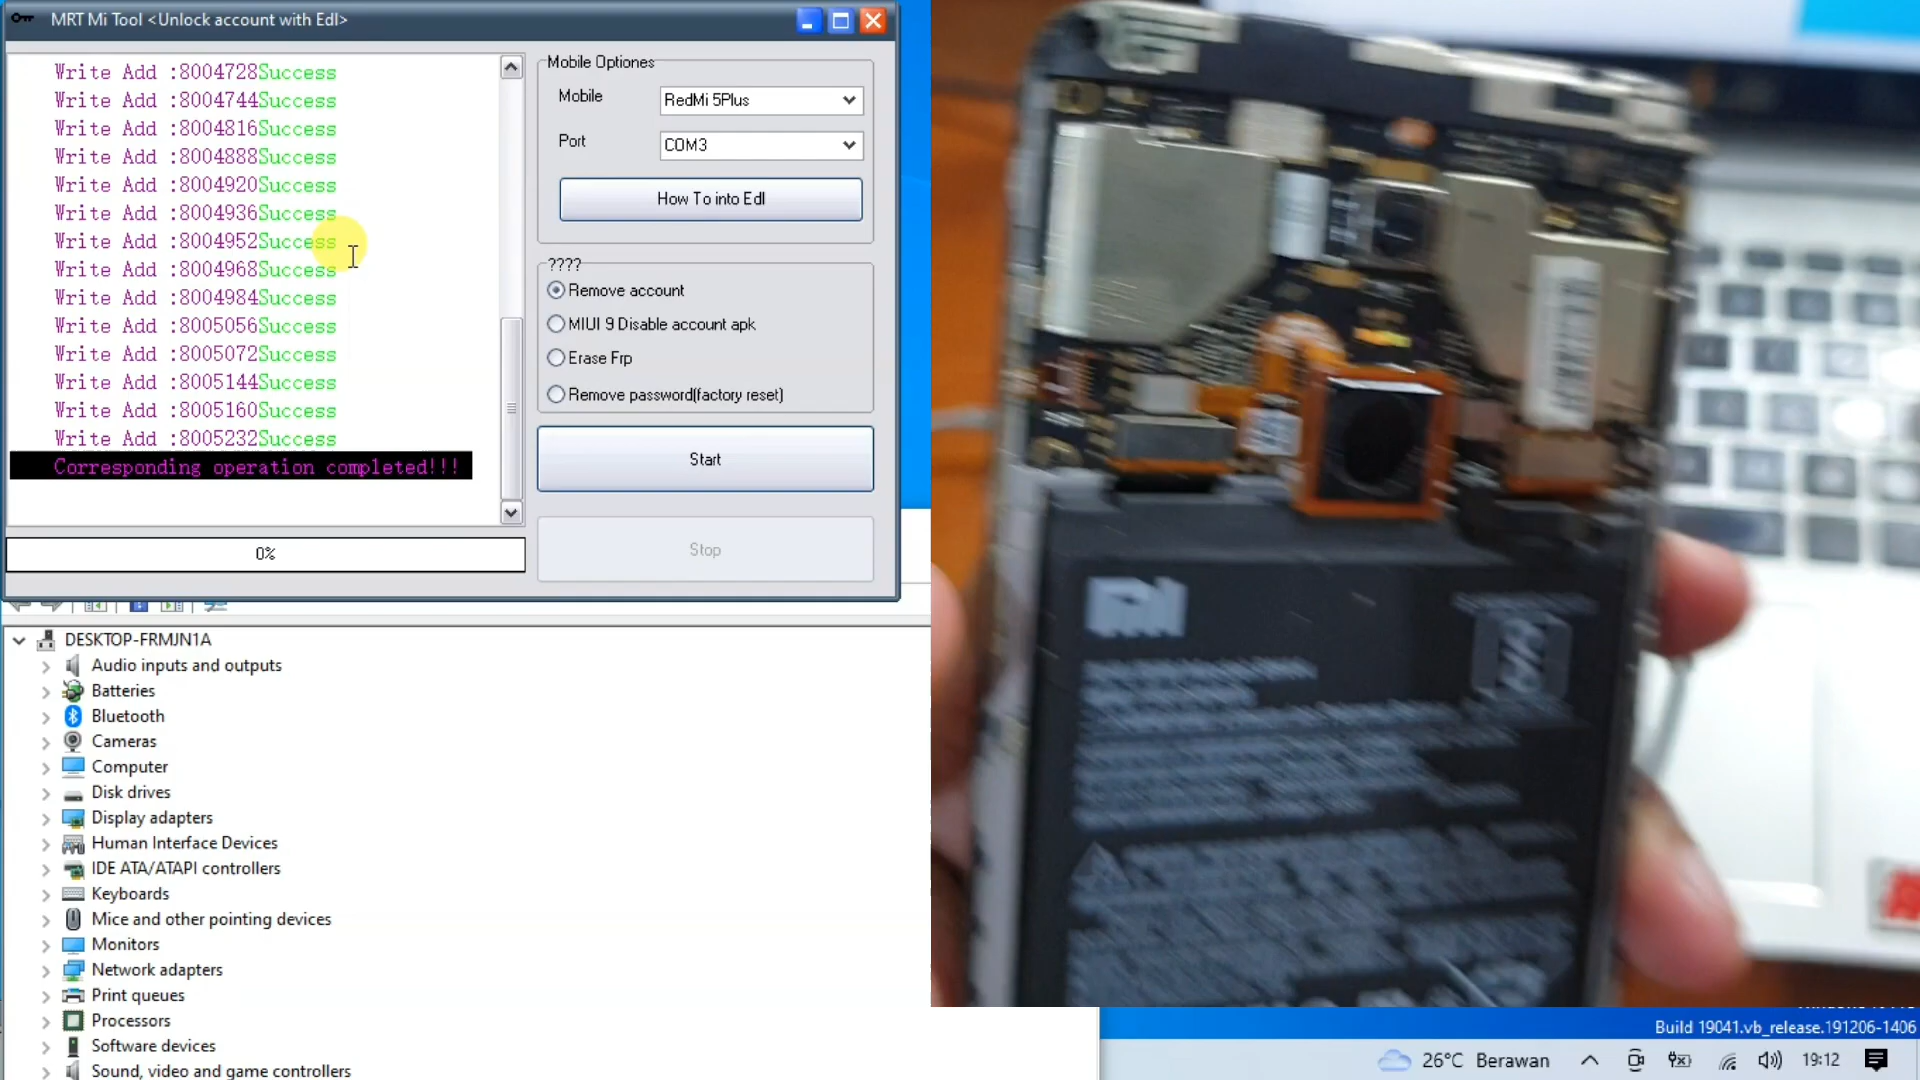 MRT Mi Tool <Unlock account with Edl>
Write Add :8004728Success
Write Add :8004744Success
Write Add :8004816Success
Write Add :8004888Success
Write Add :8004920Success
Write Add :8004936Success
Write Add :8004952Success
Write Add :8004968Success
Write Add :8004984Success
Write Add :8005056Success
Write Add :8005072Success
Write Add :8005144Success
Write Add :8005160Success
Write Add :8005232Success
Corresponding operation completed!!!
0%
Mobile Optiones
Mobile
RedMi 5Plus
Port
COM3
How To into Edl
????
Remove account
MIUI 9 Disable account apk
Erase Frp
Remove password(factory reset)
Start
Stop
DESKTOP-FRMJN1A
Audio inputs and outputs
Batteries
Bluetooth
Cameras
Computer
Disk drives
Display adapters
Human Interface Devices
IDE ATA/ATAPI controllers
Keyboards
Mice and other pointing devices
Monitors
Network adapters
Print queues
Processors
Software devices
Sound, video and game controllers
Build 19041.vb_release.191206-1406
26°C Berawan
19:12